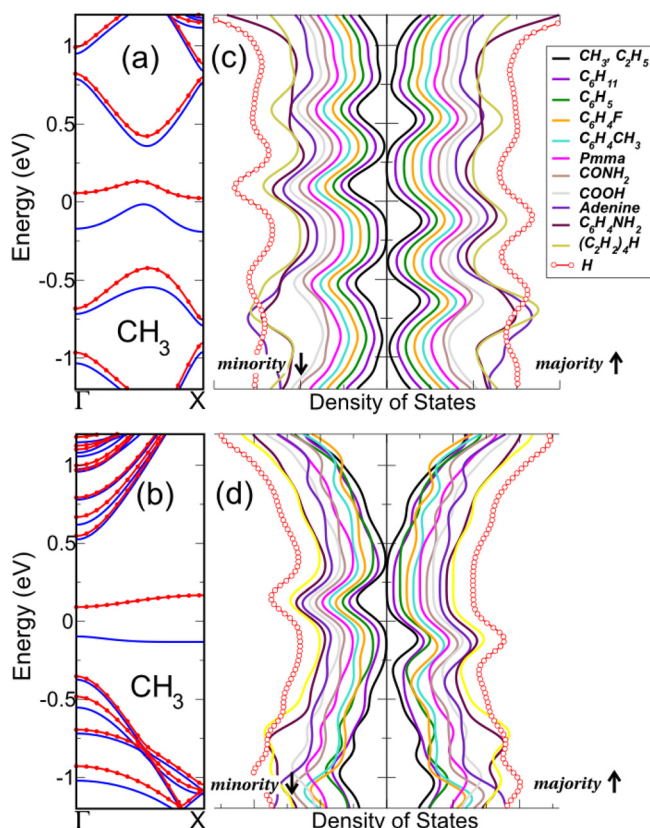 (a)
(c)
1
0.5
0
-0.5
-1
Energy (eV)
CH3
Γ
X
minority ↓
majority ↑
Density of States
CH3, C2H5
C6H11
C6H5
C6H4F
C6H4CH3
Pmma
CONH2
COOH
Adenine
C6H4NH2
(C2H2)4H
H
(b)
(d)
1
0.5
0
-0.5
-1
Energy (eV)
CH3
Γ
X
minority ↓
majority ↑
Density of States